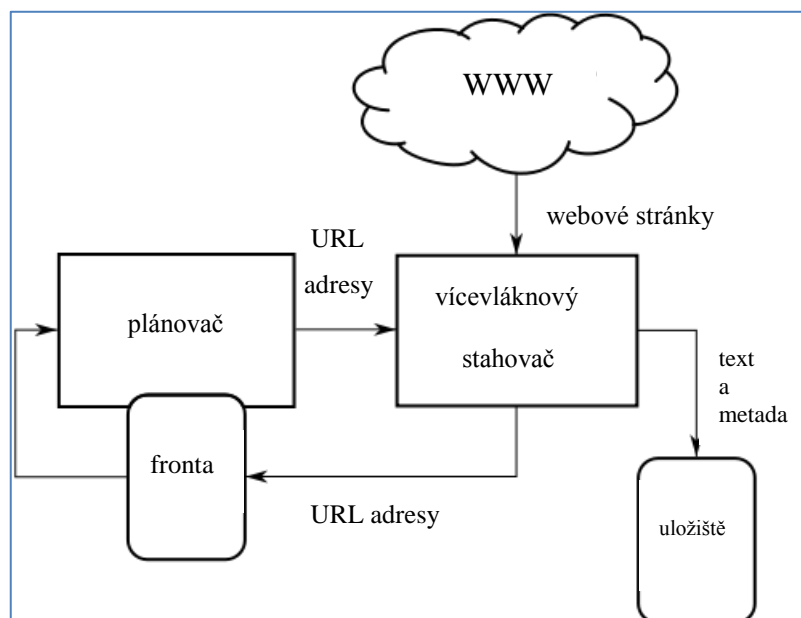 WWW
webové stránky
URL
adresy
plánovač
vícevláknový
stahovač
text
a
metada
fronta
URL adresy
uložiště